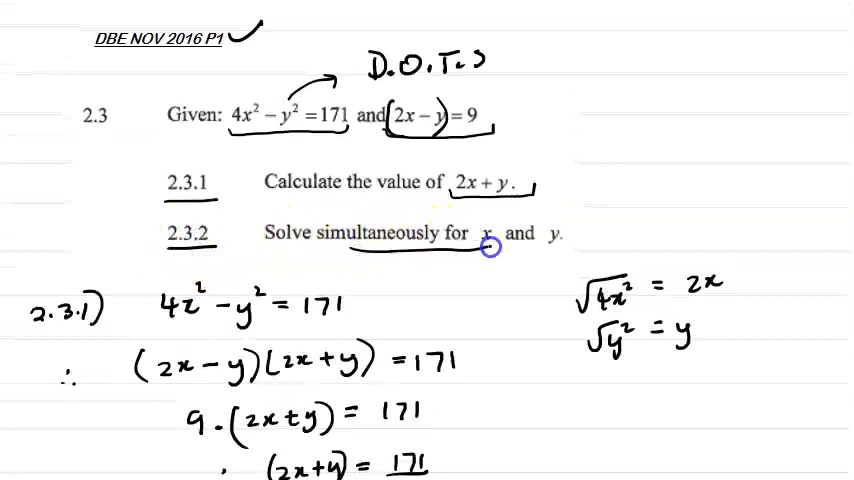 DBE NOV 2016 P1 ✓
D.O.T.S
2.3 Given: 4x² − y² = 171 and (2x − y) = 9
2.3.1 Calculate the value of 2x + y.
2.3.2 Solve simultaneously for x and y.
2.3.1) 4x² − y² = 171
√4x² = 2x
√y² = y
∴ (2x − y)(2x + y) = 171
9 · (2x + y) = 171
(2x + y) = 171